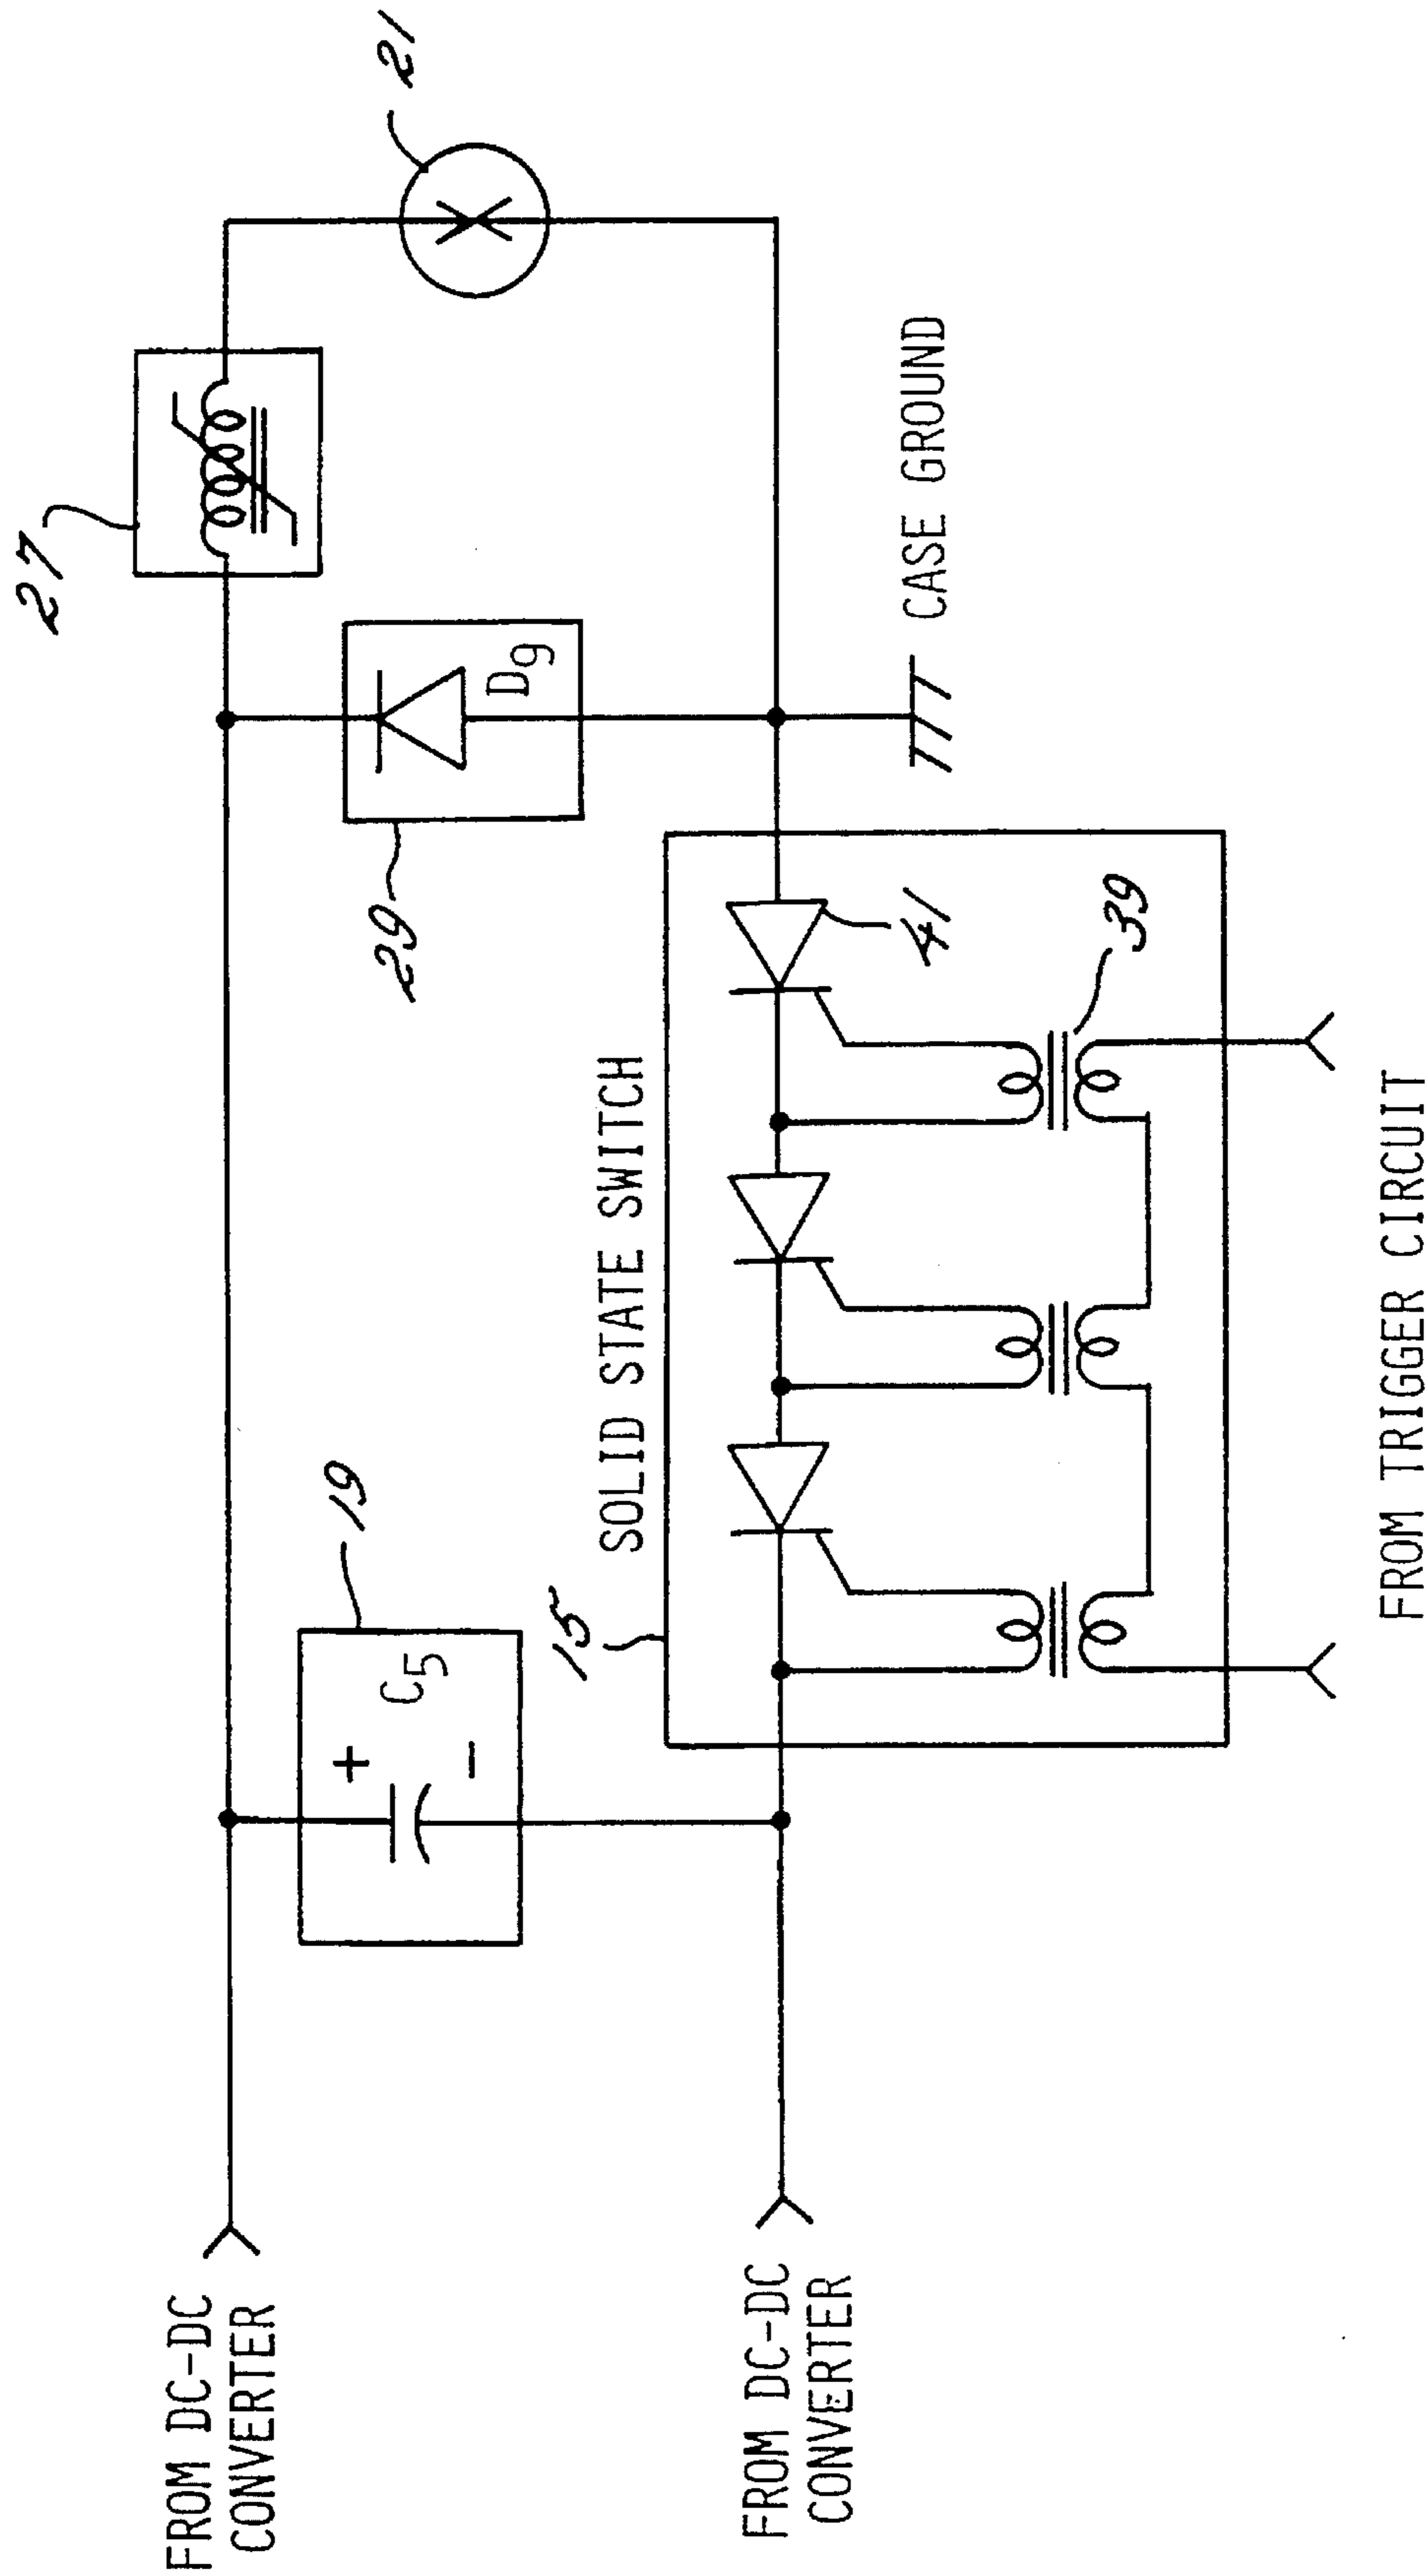 27
21
29
D9
CASE GROUND
19
C5
+
-
SOLID STATE SWITCH
15
41
39
FROM DC-DC
CONVERTER
FROM DC-DC
CONVERTER
FROM TRIGGER CIRCUIT